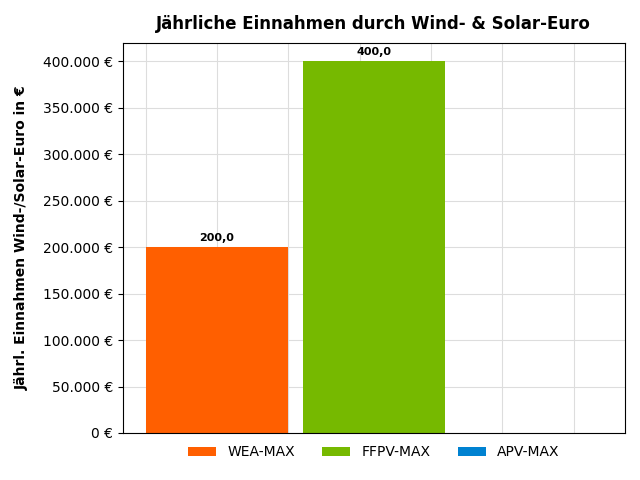 Jährliche Einnahmen durch Wind- & Solar-Euro
Jährl. Einnahmen Wind-/Solar-Euro in €
400.000 €
350.000 €
300.000 €
250.000 €
200.000 €
150.000 €
100.000 €
50.000 €
0 €
400,0
200,0
WEA-MAX
FFPV-MAX
APV-MAX